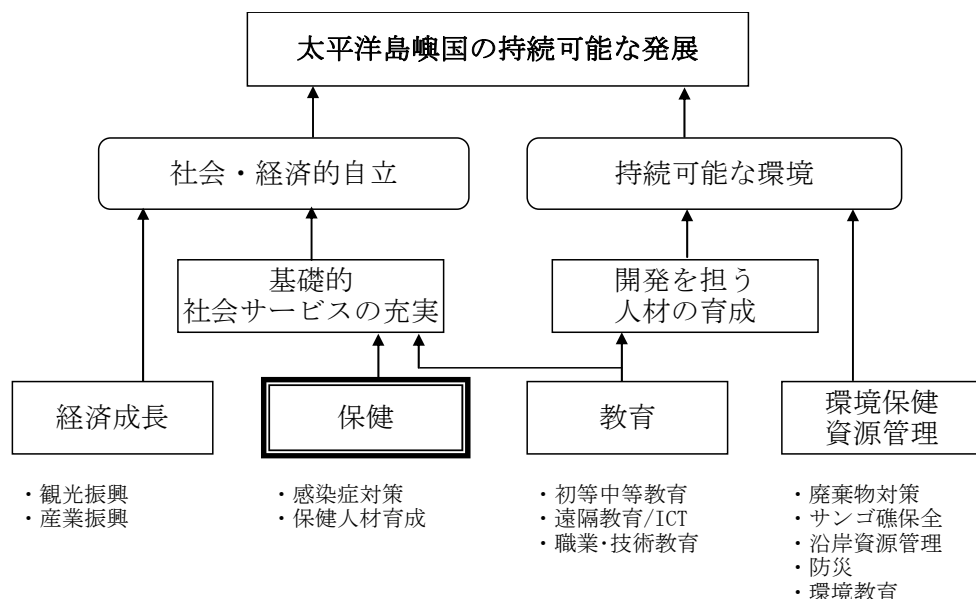 太平洋島嶼国の持続可能な発展
社会・経済的自立
持続可能な環境
基礎的
社会サービスの充実
開発を担う
人材の育成
経済成長
保健
教育
環境保健
資源管理
・観光振興
・産業振興
・感染症対策
・保健人材育成
・初等中等教育
・遠隔教育/ICT
・職業・技術教育
・廃棄物対策
・サンゴ礁保全
・沿岸資源管理
・防災
・環境教育